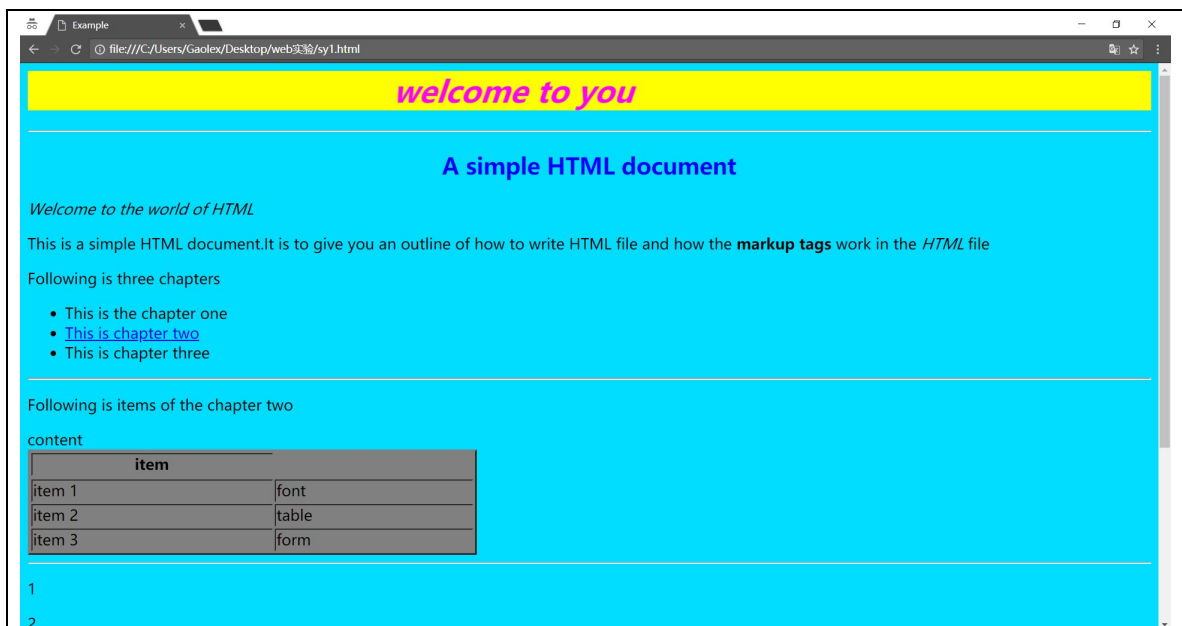 Example
file:///C:/Users/Gaolex/Desktop/web实验/sy1.html
welcome to you
A simple HTML document
Welcome to the world of HTML
This is a simple HTML document.It is to give you an outline of how to write HTML file and how the markup tags work in the HTML file
Following is three chapters
• This is the chapter one
• This is chapter two
• This is chapter three
Following is items of the chapter two
content
item
item 1 font
item 2 table
item 3 form
1
2